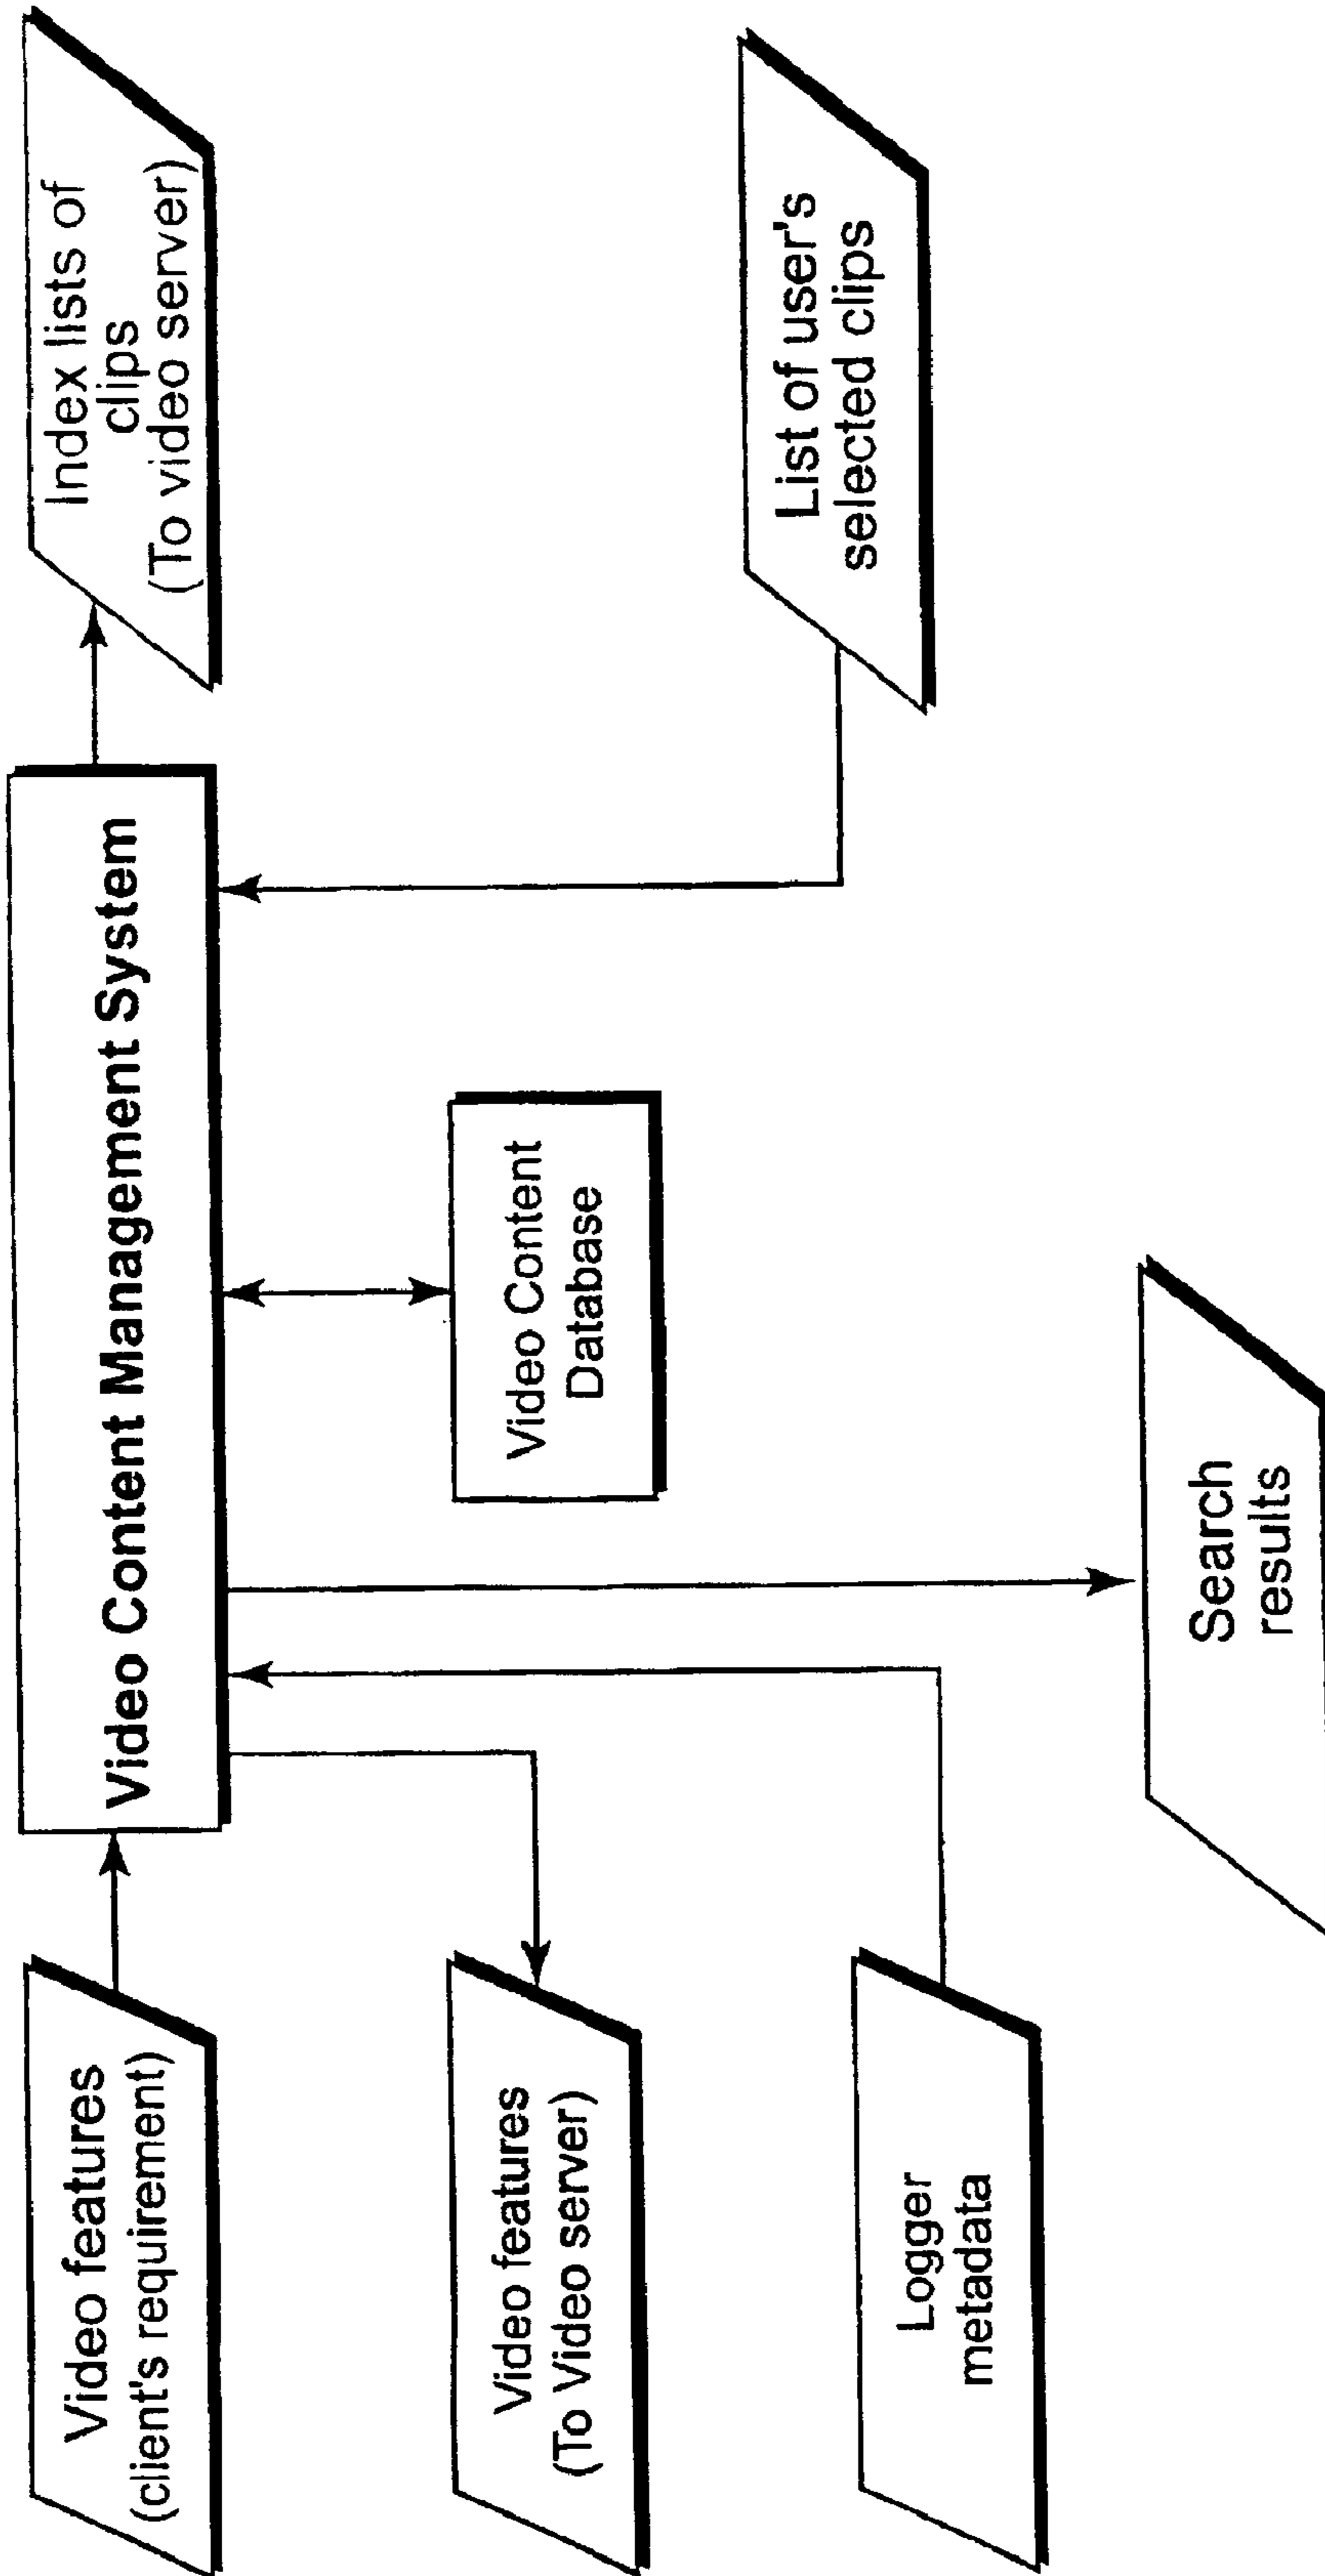 Video features
(client's requirement)
Video Content Management System
Index lists of
clips
(To video server)
Video features
(To Video server)
Video Content
Database
List of user's
selected clips
Logger
metadata
Search
results